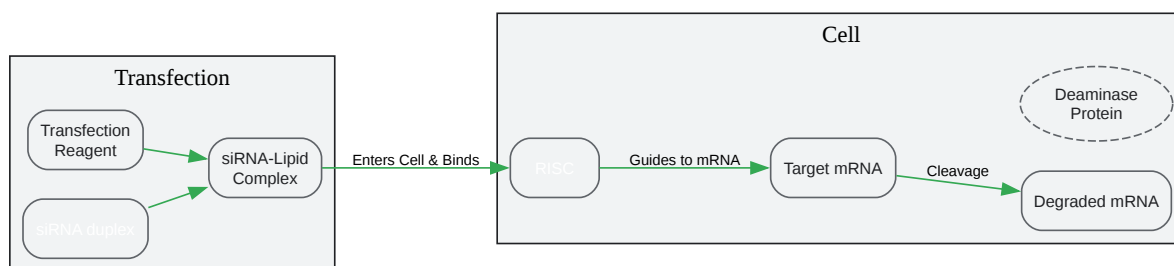 Transfection
Transfection
Reagent
siRNA duplex
siRNA-Lipid
Complex
Enters Cell & Binds
Cell
RISC
Guides to mRNA
Target mRNA
Cleavage
Deaminase
Protein
Degraded mRNA